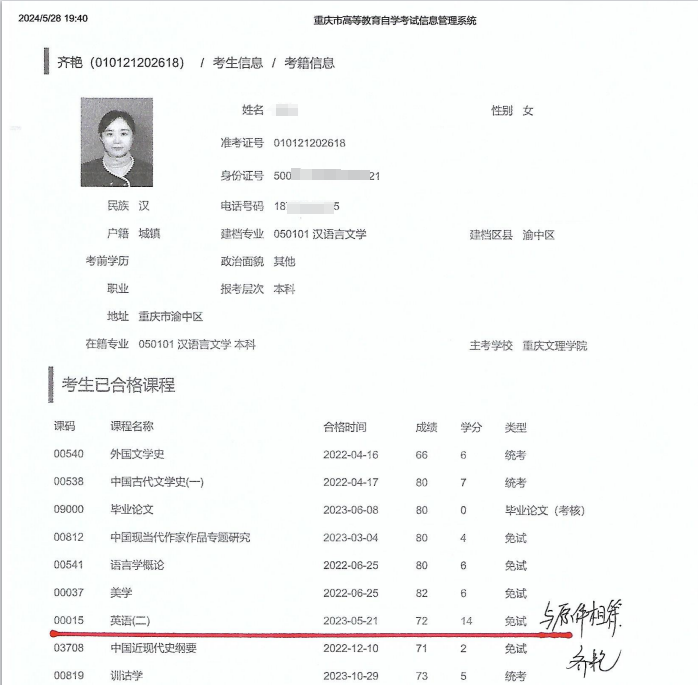 2024/5/28 19:40 重庆市高等教育自学考试信息管理系统
齐艳（010121202618） / 考生信息 / 考籍信息
姓名 性别 女
准考证号 010121202618
身份证号 500 21
民族 汉 电话号码 18 5
户籍 城镇 建档专业 050101 汉语言文学 建档区县 渝中区
考前学历 政治面貌 其他
职业 报考层次 本科
地址 重庆市渝中区
在籍专业 050101 汉语言文学 本科 主考学校 重庆文理学院
考生已合格课程
课码 课程名称 合格时间 成绩 学分 类型
00540 外国文学史 2022-04-16 66 6 统考
00538 中国古代文学史(一) 2022-04-17 80 7 统考
09000 毕业论文 2023-06-08 80 0 毕业论文（考核）
00812 中国现当代作家作品专题研究 2023-03-04 80 4 免试
00541 语言学概论 2022-06-25 80 6 免试
00037 美学 2022-06-25 82 6 免试
00015 英语(二) 2023-05-21 72 14 免试 与原件相符
03708 中国近现代史纲要 2022-12-10 71 2 免试 齐艳
00819 训诂学 2023-10-29 73 5 统考